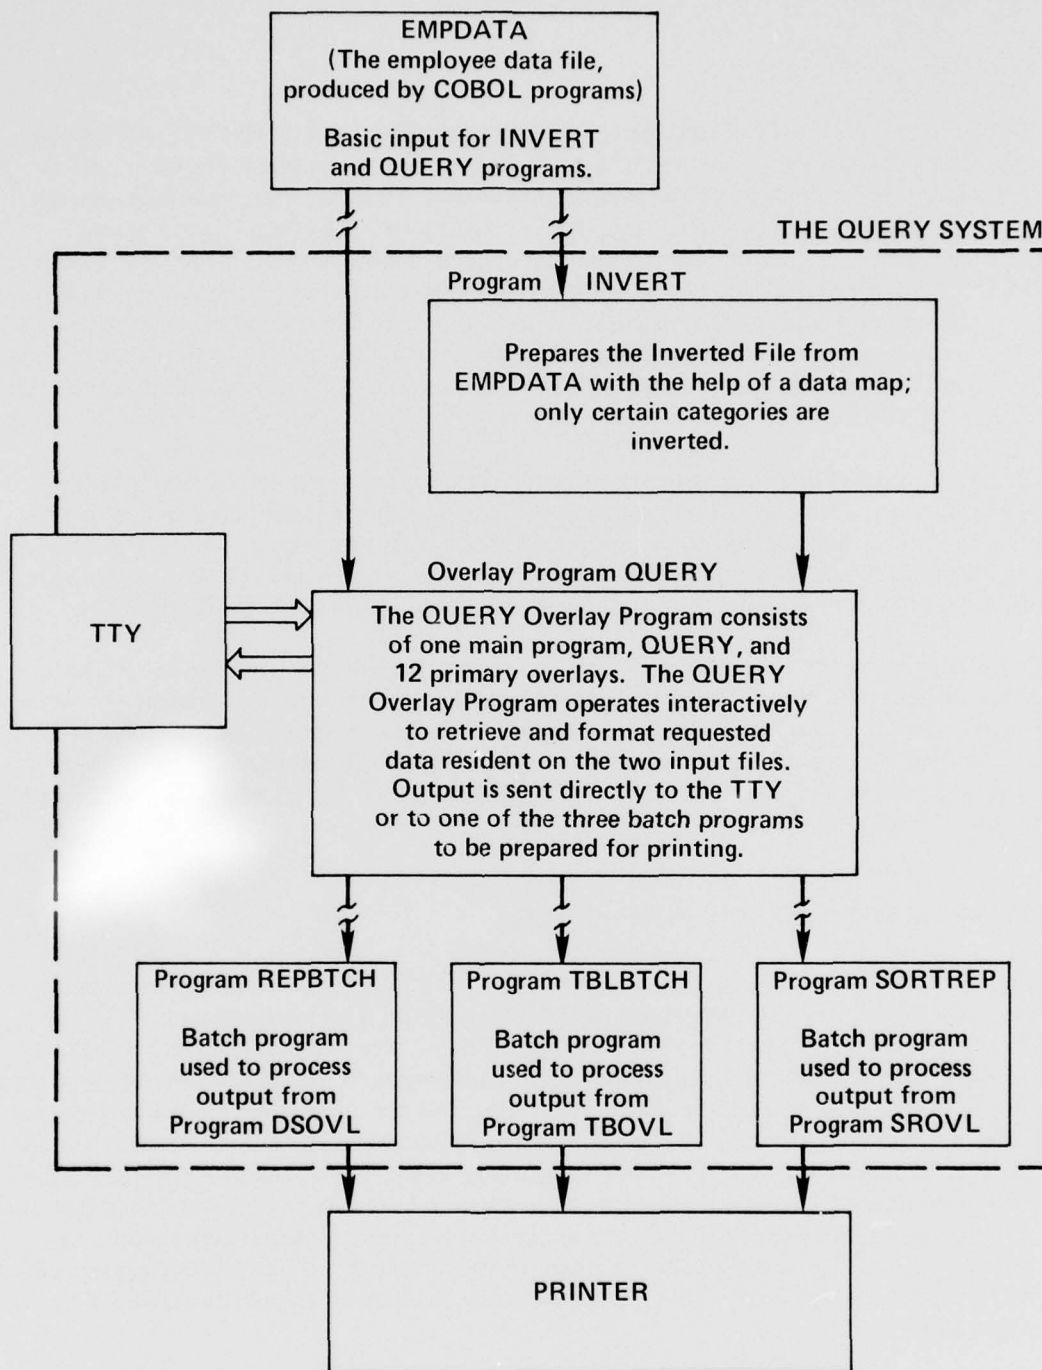 EMPDATA
(The employee data file,
produced by COBOL programs)
Basic input for INVERT
and QUERY programs.
THE QUERY SYSTEM
Program INVERT
Prepares the Inverted File from
EMPDATA with the help of a data map;
only certain categories are
inverted.
TTY
Overlay Program QUERY
The QUERY Overlay Program consists
of one main program, QUERY, and
12 primary overlays. The QUERY
Overlay Program operates interactively
to retrieve and format requested
data resident on the two input files.
Output is sent directly to the TTY
or to one of the three batch programs
to be prepared for printing.
Program REPBTCH
Batch program
used to process
output from
Program DSOVL
Program TBLBTCH
Batch program
used to process
output from
Program TBOVL
Program SORTREP
Batch program
used to process
output from
Program SROVL
PRINTER